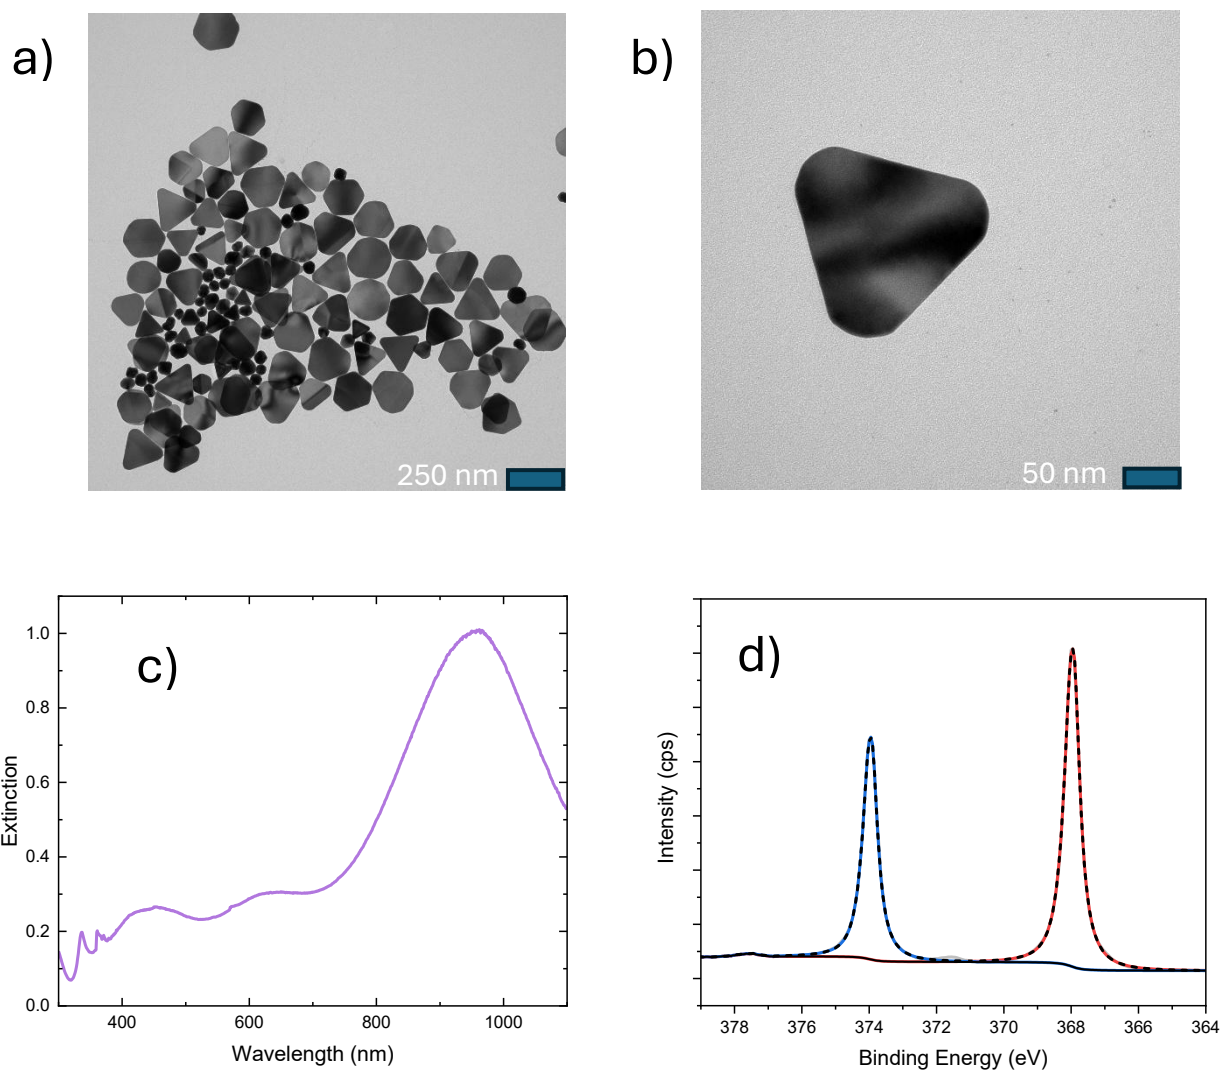 a)
250 nm
b)
50 nm
c)
Extinction
1.0
0.8
0.6
0.4
0.2
0.0
400
600
800
1000
Wavelength (nm)
d)
Intensity (cps)
378
376
374
372
370
368
366
364
Binding Energy (eV)